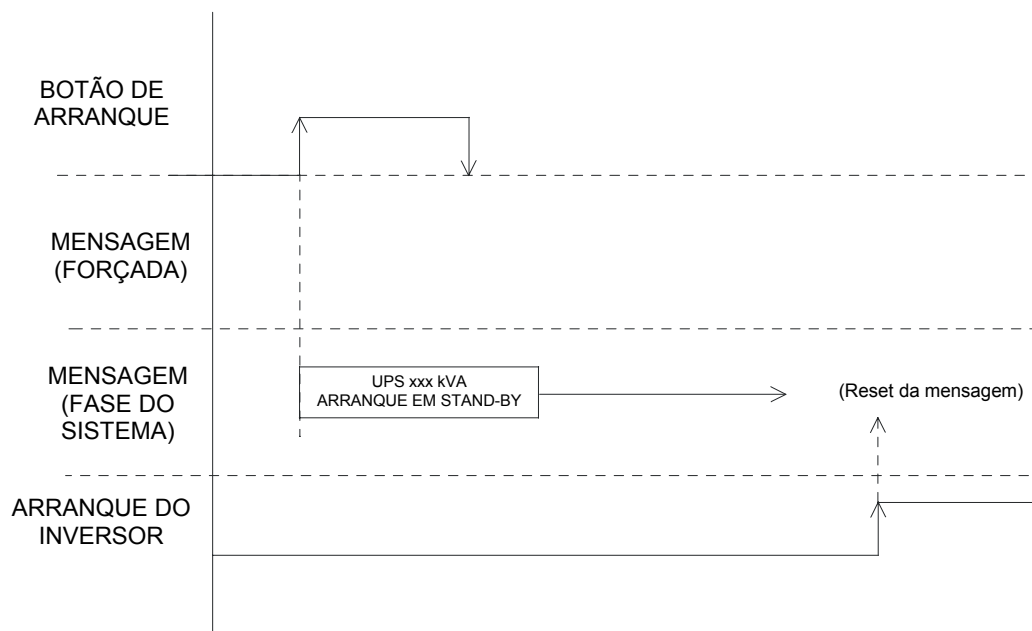 BOTÃO DE
ARRANQUE
MENSAGEM
(FORÇADA)
MENSAGEM
(FASE DO
SISTEMA)
UPS xxx kVA
ARRANQUE EM STAND-BY
(Reset da mensagem)
ARRANQUE DO
INVERSOR